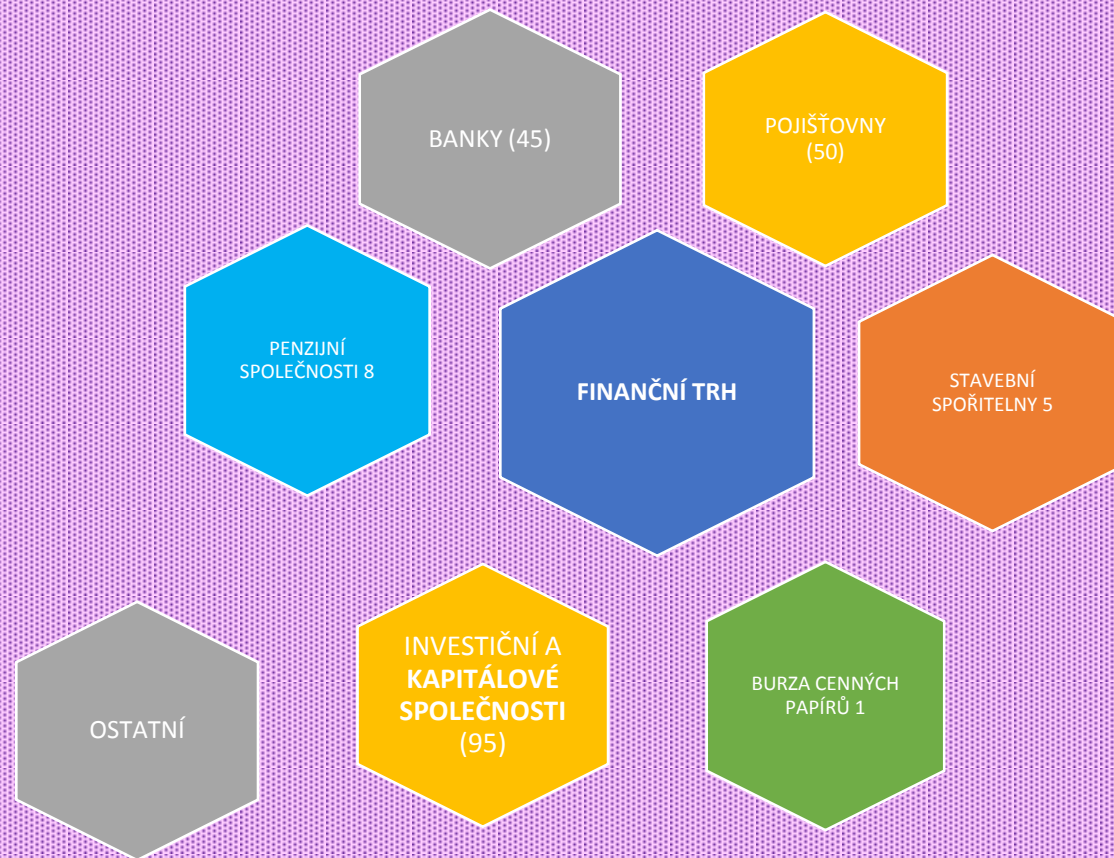 BANKY (45)
POJIŠŤOVNY
(50)
PENZIJNÍ
SPOLEČNOSTI 8
FINANČNÍ TRH
STAVEBNÍ
SPOŘITELNY 5
OSTATNÍ
INVESTIČNÍ A
KAPITÁLOVÉ
SPOLEČNOSTI
(95)
BURZA CENNÝCH
PAPÍRŮ 1